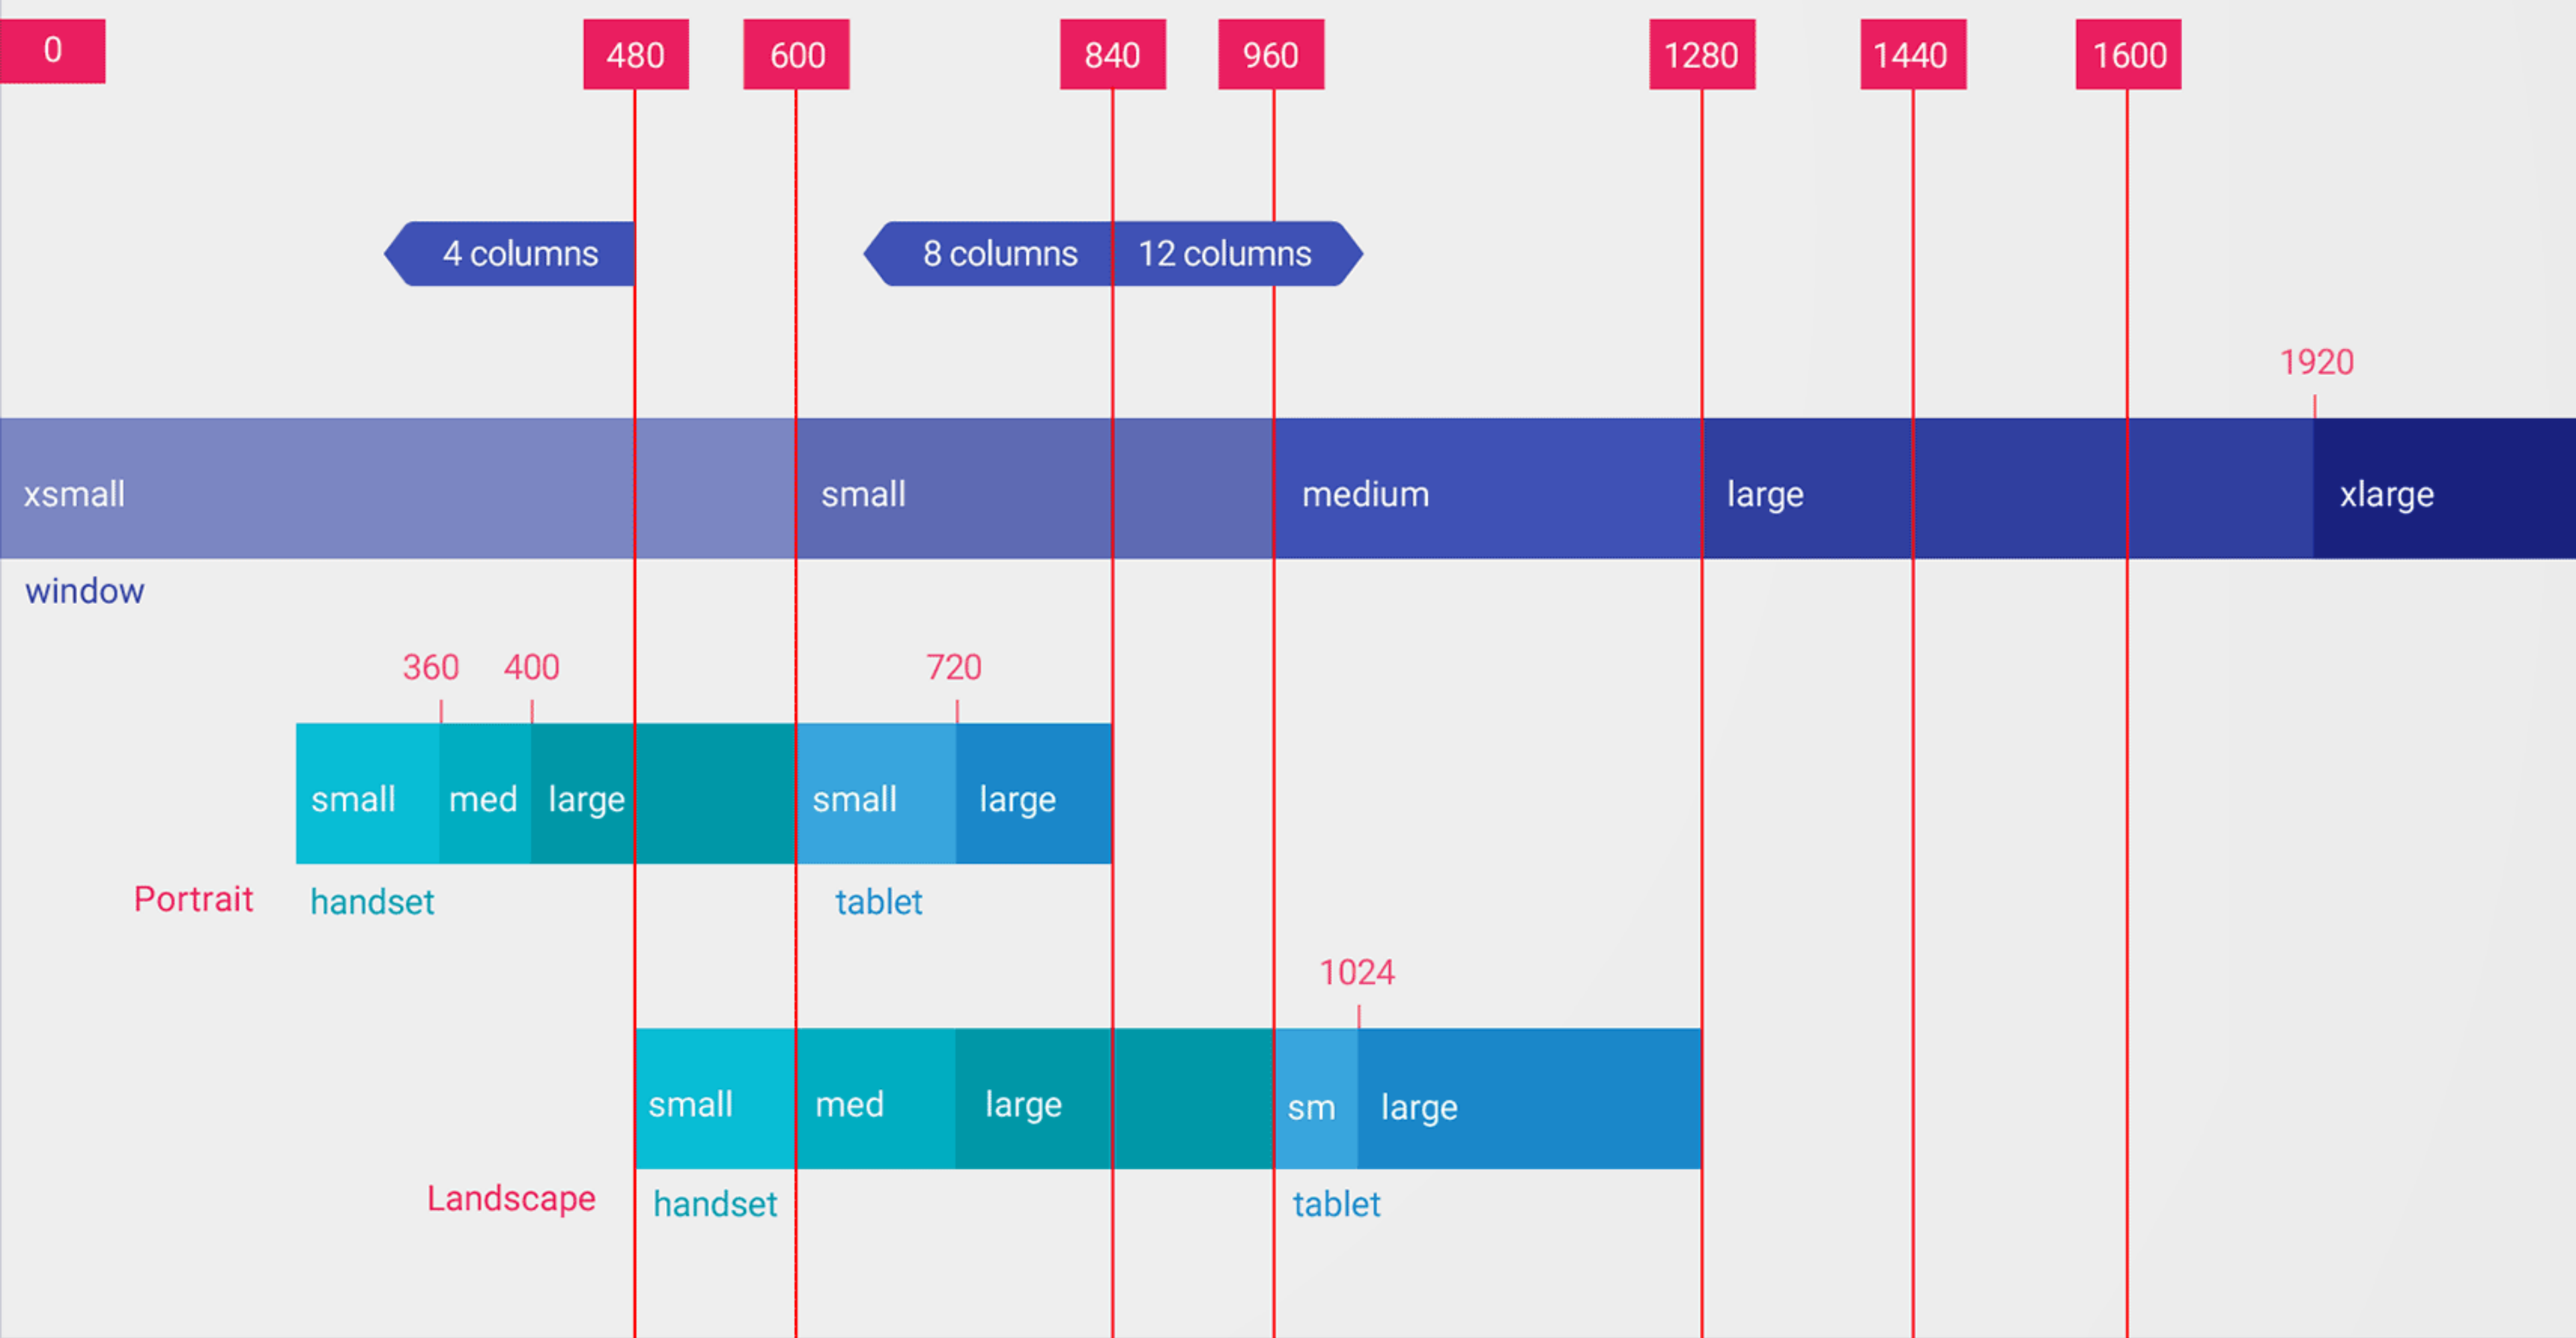 0 480 600 840 960 1280 1440 1600
4 columns 8 columns 12 columns
1920
xsmall small medium large xlarge
window
360 400 720
small med large small large
Portrait handset tablet
1024
small med large sm large
Landscape handset tablet